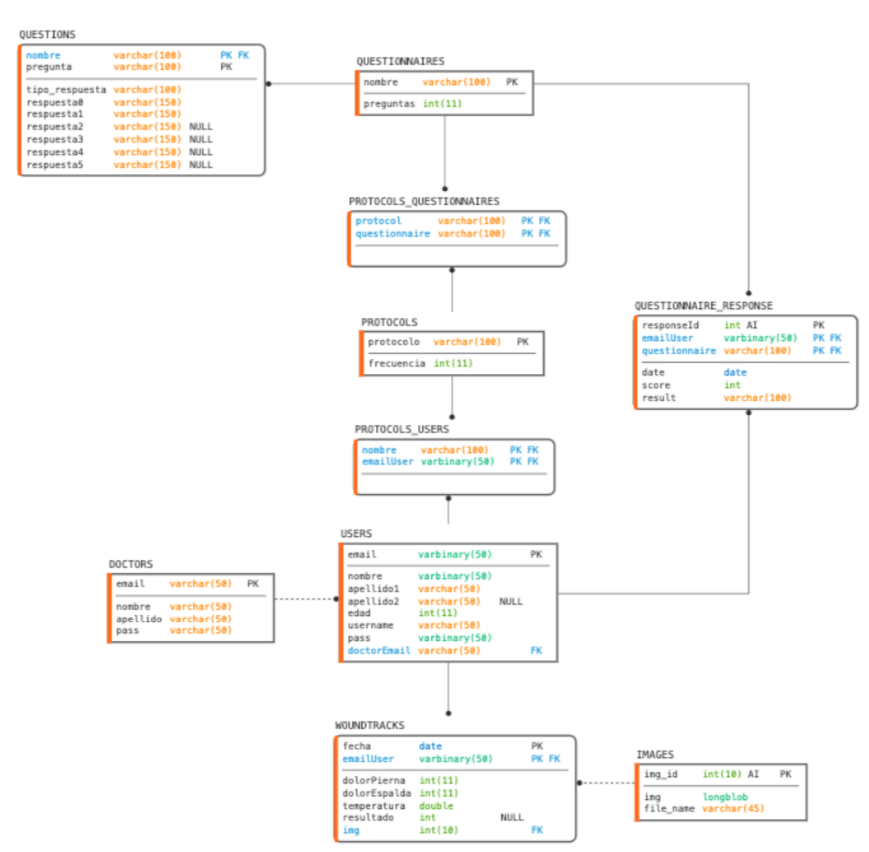 QUESTIONS
nombre varchar(100) PK FK
pregunta varchar(100) PK
tipo_respuesta varchar(100)
respuesta0 varchar(150)
respuesta1 varchar(150)
respuesta2 varchar(150) NULL
respuesta3 varchar(150) NULL
respuesta4 varchar(150) NULL
respuesta5 varchar(150) NULL
QUESTIONNAIRES
nombre varchar(100) PK
preguntas int(11)
PROTOCOLS_QUESTIONNAIRES
protocol varchar(100) PK FK
questionnaire varchar(100) PK FK
PROTOCOLS
protocolo varchar(100) PK
frecuencia int(11)
QUESTIONNAIRE_RESPONSE
responseId int AI PK
emailUser varbinary(50) PK FK
questionnaire varchar(100) PK FK
date date
score int
result varchar(100)
PROTOCOLS_USERS
nombre varchar(100) PK FK
emailUser varbinary(50) PK FK
USERS
email varbinary(50) PK
nombre varbinary(50)
apellido1 varchar(50)
apellido2 varchar(50) NULL
edad int(11)
username varchar(50)
pass varbinary(50)
doctorEmail varchar(50) FK
DOCTORS
email varchar(50) PK
nombre varchar(50)
apellido varchar(50)
pass varchar(50)
WOUNDTRACKS
fecha date PK
emailUser varbinary(50) PK FK
dolorPierna int(11)
dolorEspalda int(11)
temperatura double
resultado int NULL
img int(10) FK
IMAGES
img_id int(10) AI PK
img longblob
file_name varchar(45)